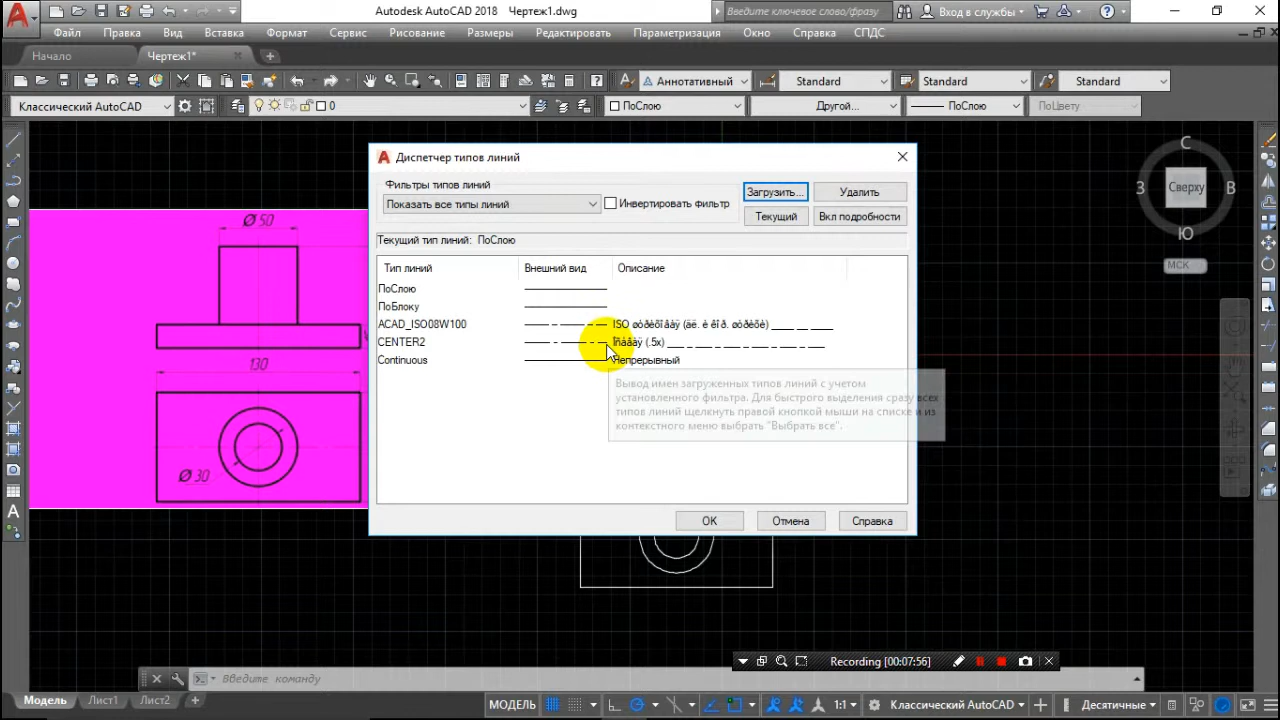 Autodesk AutoCAD 2018 Чертеж1.dwg
Введите ключевое слово/фразу
Вход в службы
Файл Правка Вид Вставка Формат Сервис Рисование Размеры Редактировать Параметризация Окно Справка СПДС
Начало Чертеж1*
Аннотативный Standard Standard Standard
Классический AutoCAD 0 ПоСлою Другой... ПоСлою ПоЦвету
Диспетчер типов линий
Фильтры типов линий
Показать все типы линий Инвертировать фильтр
Загрузить... Удалить
Текущий Вкл подробности
Текущий тип линий: ПоСлою
Тип линий Внешний вид Описание
ПоСлою
ПоБлоку
ACAD_ISO08W100
CENTER2
Continuous Непрерывный
Вывод имен загруженных типов линий с учетом
установленного фильтра. Для быстрого выделения сразу всех
типов линий щелкнуть правой кнопкой мыши на списке и из
контекстного меню выбрать "Выбрать все".
OK Отмена Справка
Ø 50
130
Ø 30
С
З Сверху В
Ю
МСК
Recording [00:07:56]
Введите команду
Модель Лист1 Лист2
МОДЕЛЬ 1:1 Классический AutoCAD Десятичные